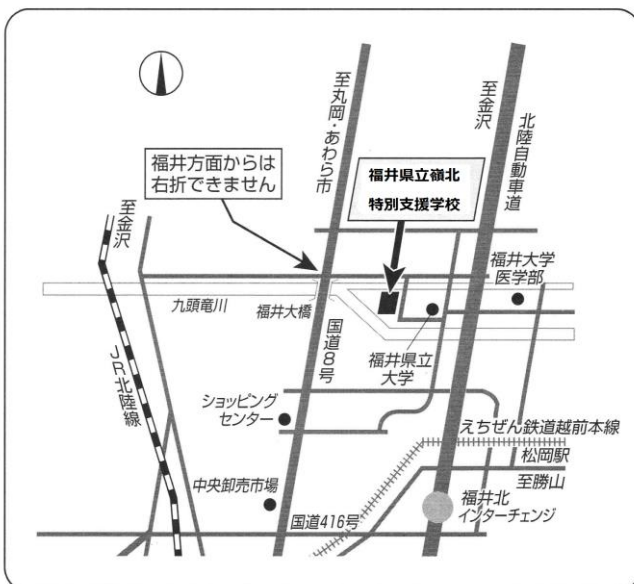 至丸岡・あわら市
至金沢
北陸自動車道
福井方面からは
右折できません
福井県立嶺北
特別支援学校
至金沢
福井大学
医学部
九頭竜川
福井大橋
国道8号
福井県立
大学
JR北陸線
ショッピング
センター
えちぜん鉄道越前本線
松岡駅
至勝山
中央卸売市場
福井北
インターチェンジ
国道416号